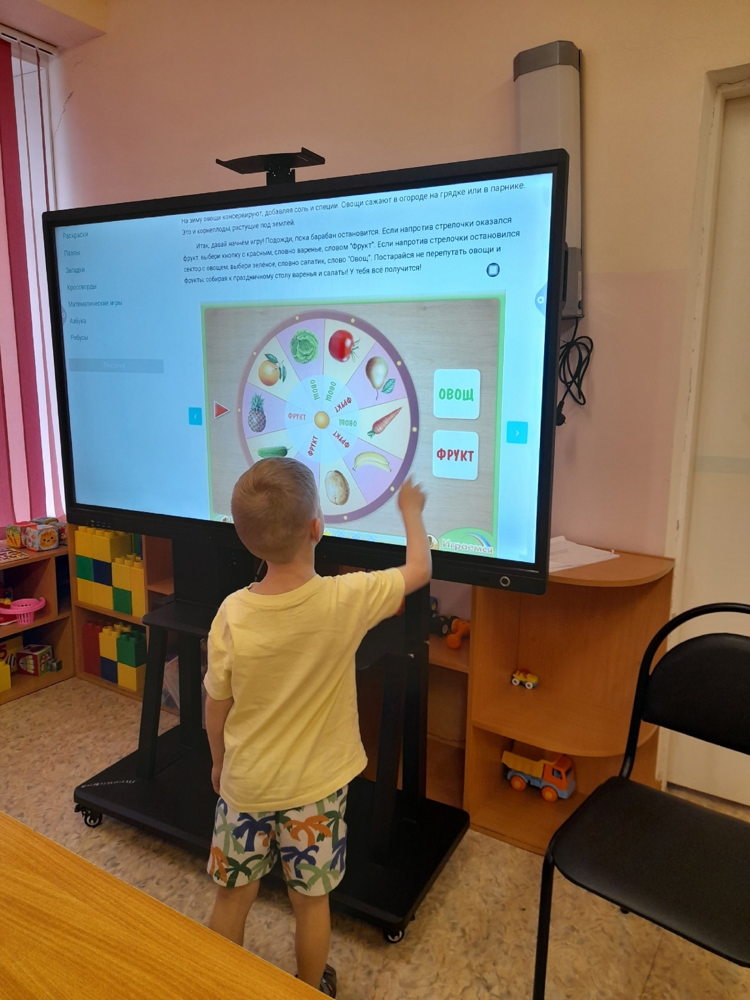 На зиму овощи консервируют, добавляя соль и специи. Овощи сажают в огороде на грядке или в парнике.
Это и корнеплоды, растущие под землёй.
Итак, давай начнём игру! Подожди, пока барабан остановится. Если напротив стрелочки оказался
фрукт, выбери кнопку с красным, словно варенье, словом "Фрукт". Если напротив стрелочки остановился
сектор с овощем, выбери зелёное, словно салатик, слово "Овощ". Постарайся не перепутать овощи и
фрукты, собирая к праздничному столу варенья и салаты! У тебя всё получится!
Раскраски
Пазлы
Загадки
Кроссворды
Математические игры
Азбука
Ребусы
Реклама
ОВОЩ
ОВОЩ
ФРУКТ
ОВОЩ
ФРУКТ
ФРУКТ
ФРУКТ
ОВОЩ
ФРУКТ
Играемся